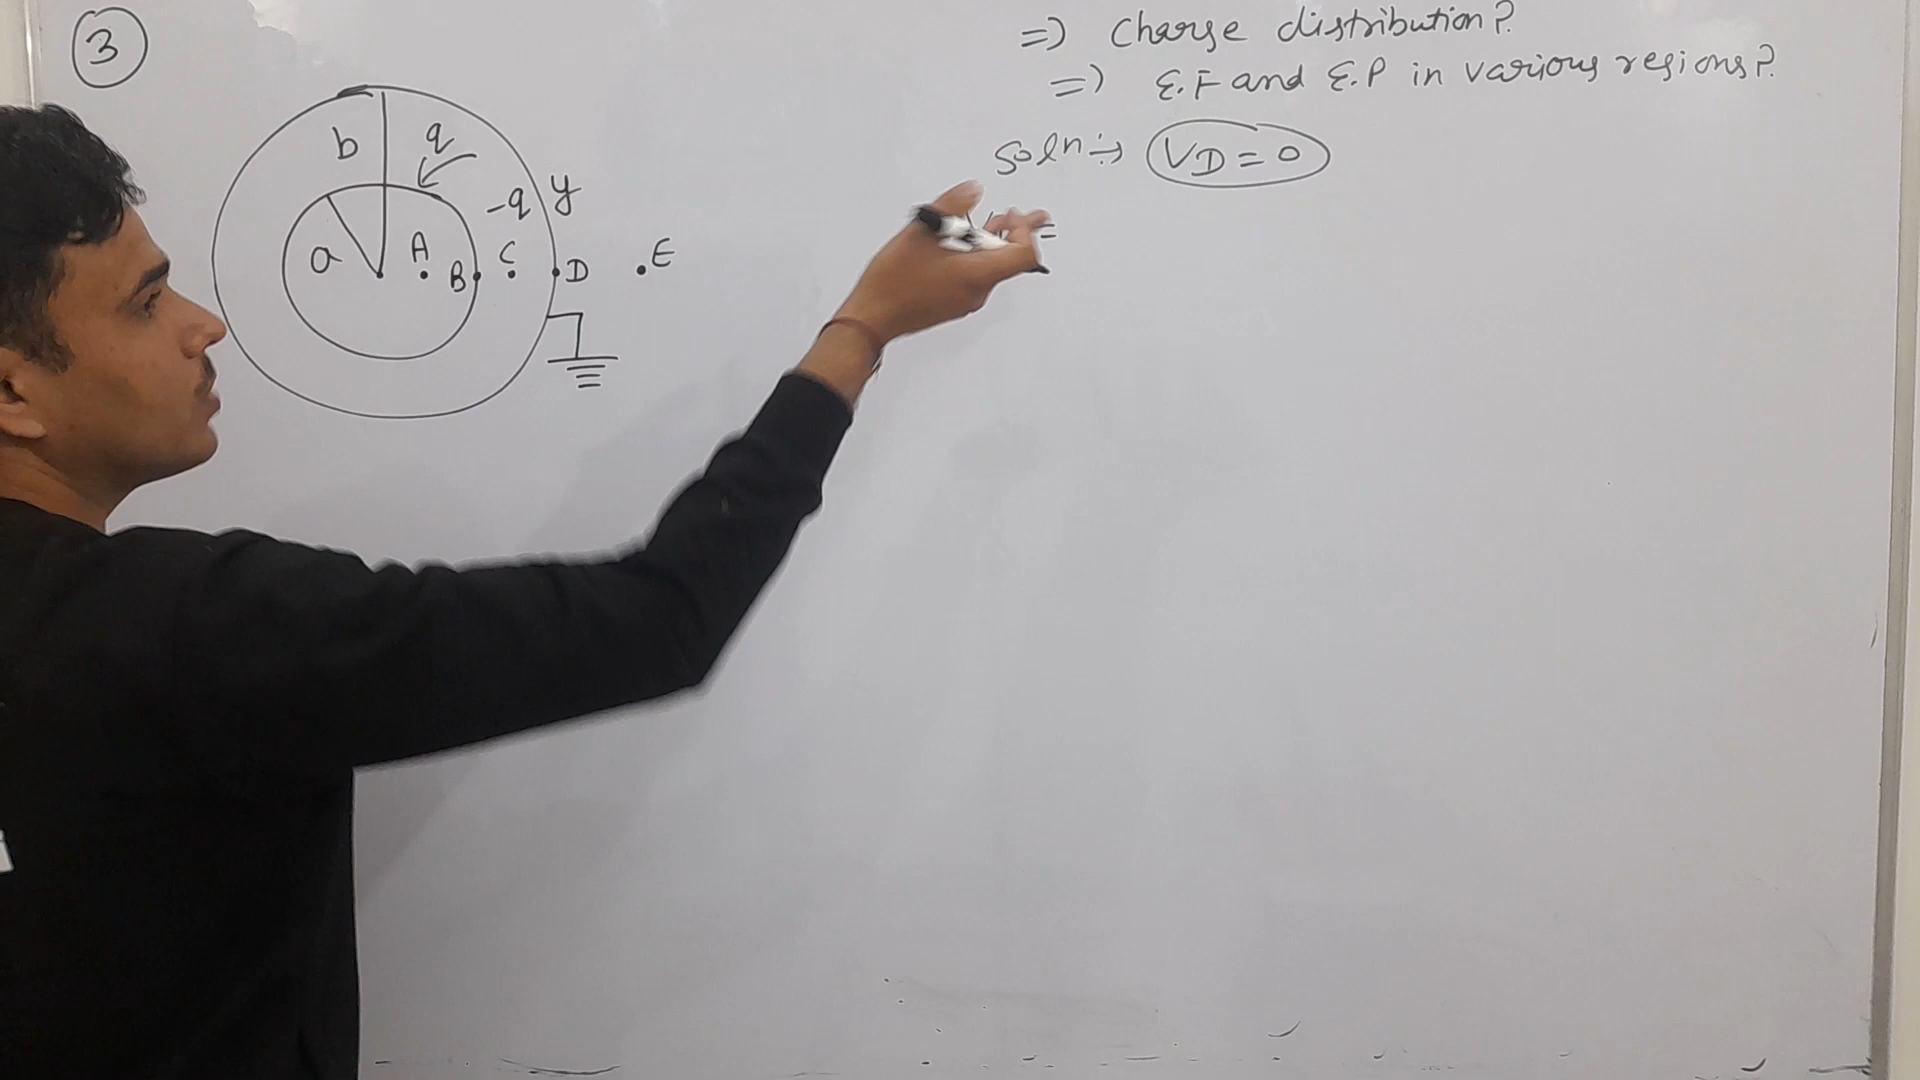 3
=> Charge distribution?
=> E.F and E.P in various regions?
Soln :-> VD = 0
=
b
q
-q
y
a
A
B
C
D
E